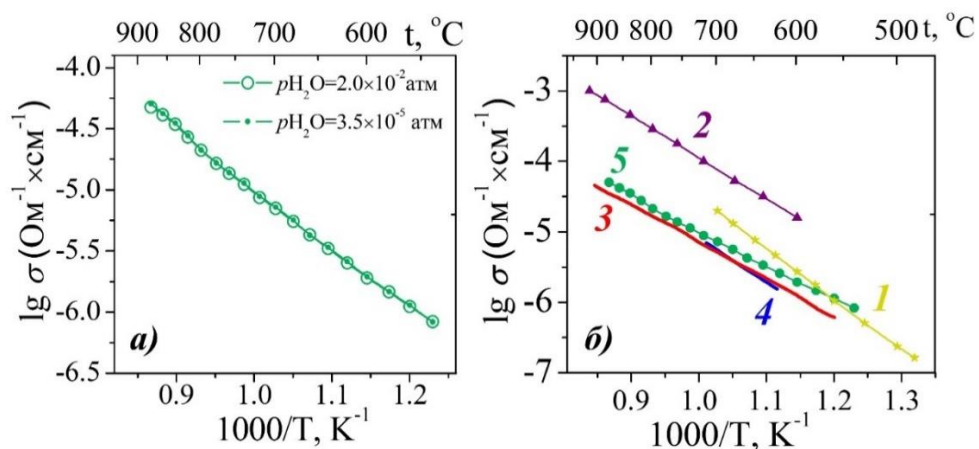 900 800 700 600 t, °C
-4.0
-4.5
-5.0
-5.5
-6.0
-6.5
lg σ (Ом⁻¹×см⁻¹)
pH₂O=2.0×10⁻² атм
pH₂O=3.5×10⁻⁵ атм
а)
0.9 1.0 1.1 1.2
1000/T, K⁻¹
900 800 700 600 500 t, °C
-3
-4
-5
-6
-7
lg σ (Ом⁻¹×см⁻¹)
2
5
3
4
1
б)
0.9 1.0 1.1 1.2 1.3
1000/T, K⁻¹